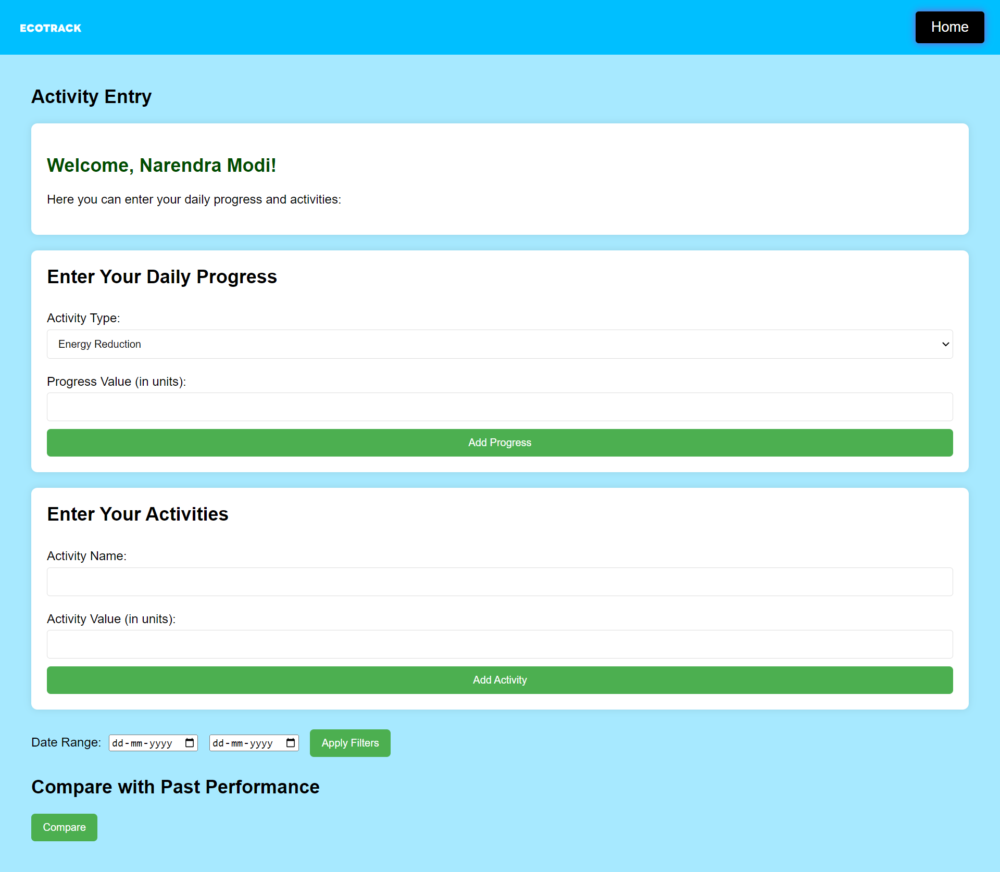 ECOTRACK
Home
Activity Entry
Welcome, Narendra Modi!
Here you can enter your daily progress and activities:
Enter Your Daily Progress
Activity Type:
Energy Reduction
Progress Value (in units):
Add Progress
Enter Your Activities
Activity Name:
Activity Value (in units):
Add Activity
Date Range: dd-mm-yyyy dd-mm-yyyy Apply Filters
Compare with Past Performance
Compare